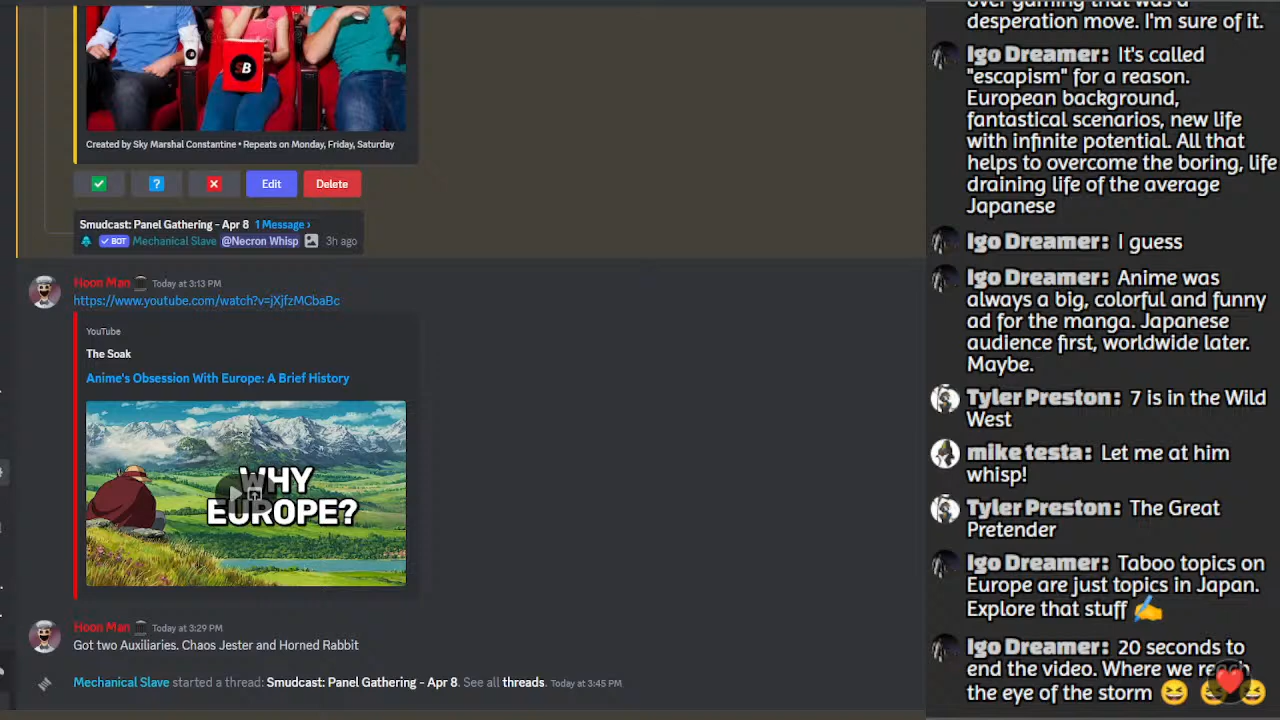 SB
Created by Sky Marshal Constantine • Repeats on Monday, Friday, Saturday
Edit
Delete
Smudcast: Panel Gathering - Apr 8 1 Message ›
BOT Mechanical Slave @Necron Whisp 3h ago
Hoon Man Today at 3:13 PM
https://www.youtube.com/watch?v=jXjfzMCbaBc
YouTube
The Soak
Anime's Obsession With Europe: A Brief History
WHY
EUROPE?
Hoon Man Today at 3:29 PM
Got two Auxiliaries. Chaos Jester and Horned Rabbit
Mechanical Slave started a thread: Smudcast: Panel Gathering - Apr 8. See all threads. Today at 3:45 PM
over gaming that was a
desperation move. I'm sure of it.
Igo Dreamer: It's called
"escapism" for a reason.
European background,
fantastical scenarios, new life
with infinite potential. All that
helps to overcome the boring, life
draining life of the average
Japanese
Igo Dreamer: I guess
Igo Dreamer: Anime was
always a big, colorful and funny
ad for the manga. Japanese
audience first, worldwide later.
Maybe.
Tyler Preston: 7 is in the Wild
West
mike testa: Let me at him
whisp!
Tyler Preston: The Great
Pretender
Igo Dreamer: Taboo topics on
Europe are just topics in Japan.
Explore that stuff ✍️
Igo Dreamer: 20 seconds to
end the video. Where we reach
the eye of the storm 😆 😆 😆